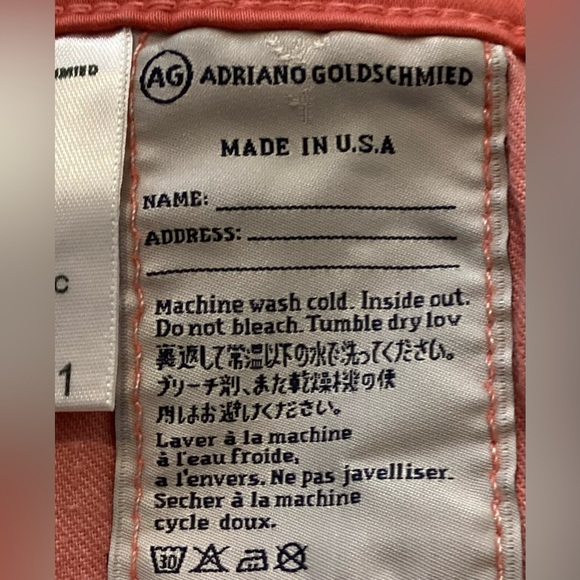 AG ADRIANO GOLDSCHMIED
MADE IN U.S.A
NAME:
ADDRESS:
Machine wash cold. Inside out.
Do not bleach. Tumble dry low
裏返して常温以下の水で洗ってください。
ブリーチ剤、また乾燥機の使
用はお避けください。
Laver à la machine
à l'eau froide,
a l'envers. Ne pas javelliser.
Secher à la machine
cycle doux.
30
C
1